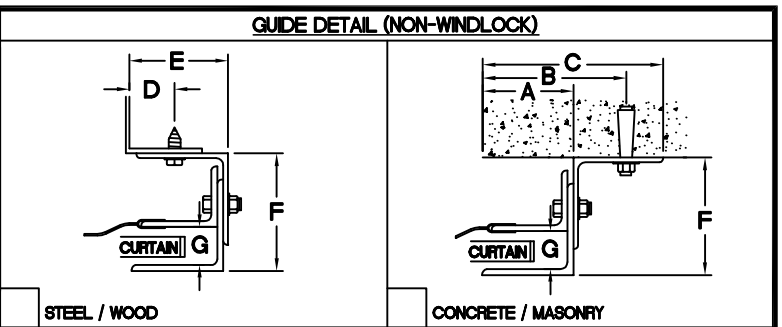 GUIDE DETAIL (NON-WINDLOCK)
E
D
F
CURTAIN G
STEEL / WOOD
C
B
A
F
CURTAIN G
CONCRETE / MASONRY